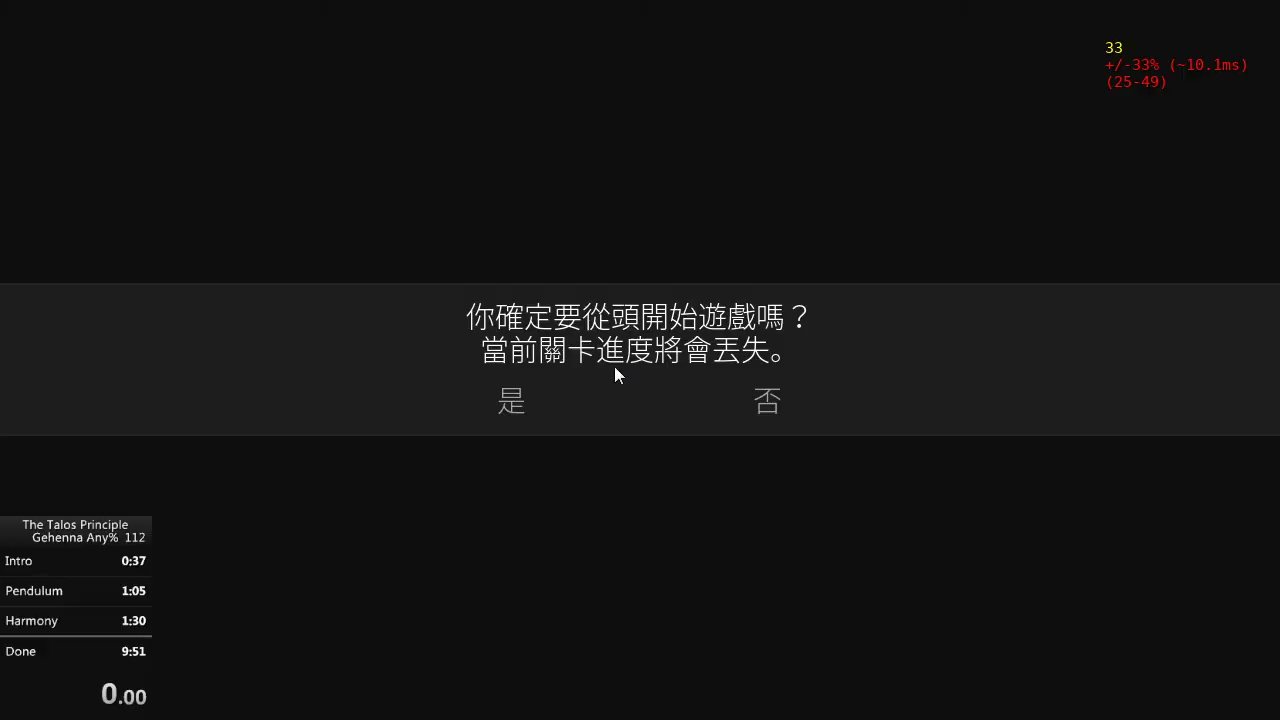 33
+/-33% (~10.1ms)
(25-49)
你確定要從頭開始遊戲嗎？
當前關卡進度將會丟失。
是 否
The Talos Principle
Gehenna Any% 112
Intro 0:37
Pendulum 1:05
Harmony 1:30
Done 9:51
0.00